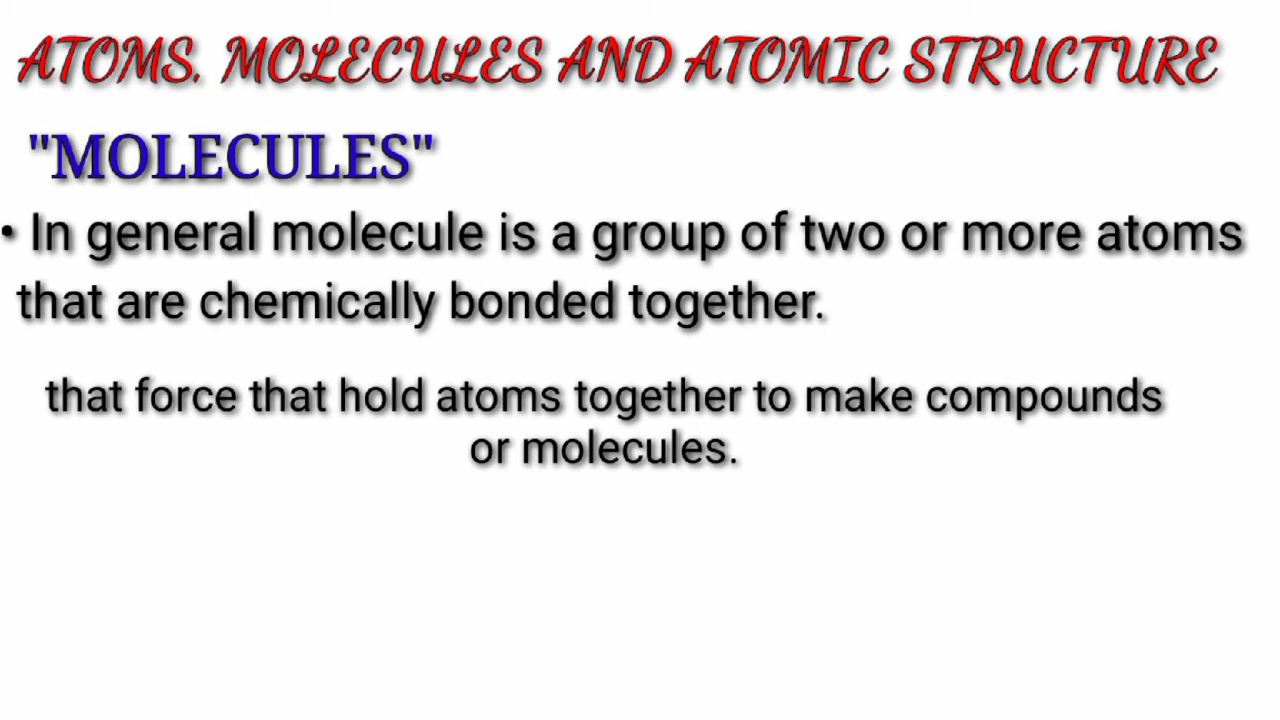 ATOMS. MOLECULES AND ATOMIC STRUCTURE
"MOLECULES"
• In general molecule is a group of two or more atoms
that are chemically bonded together.
that force that hold atoms together to make compounds
or molecules.